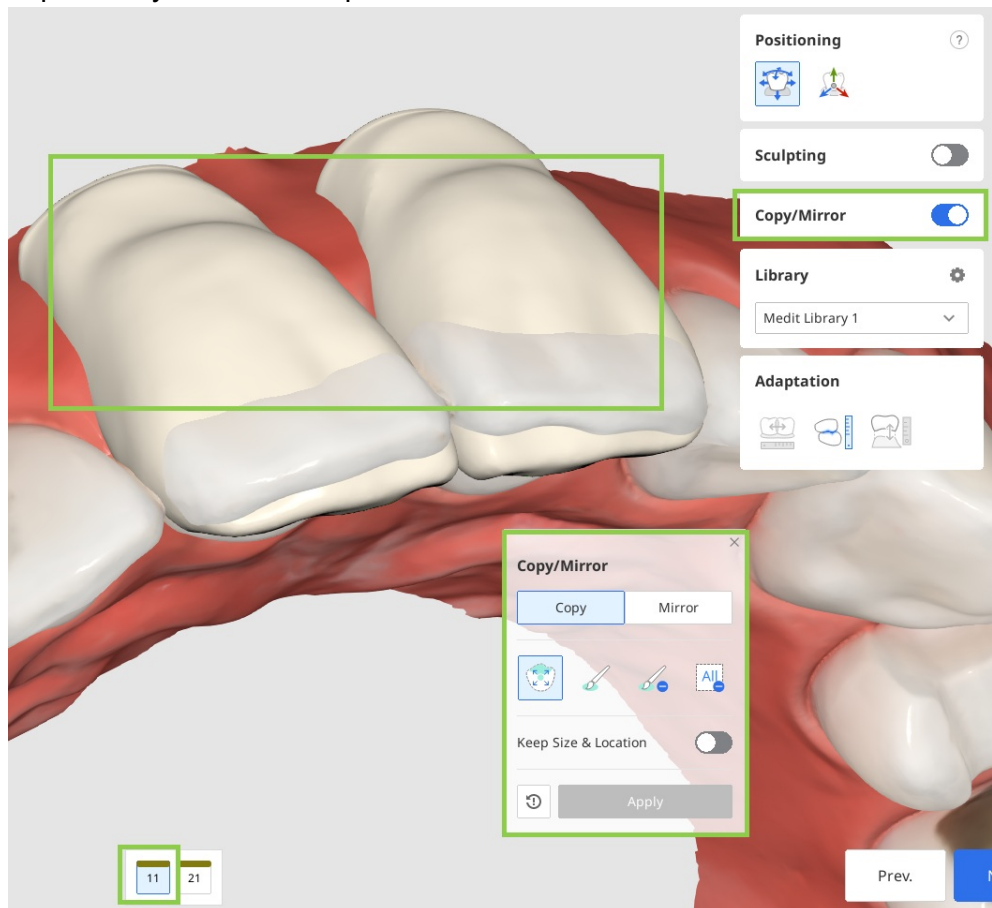 Positioning
?
Sculpting
Copy/Mirror
Library
Medit Library 1
Adaptation
Copy/Mirror
Copy
Mirror
All
Keep Size & Location
Apply
11
21
Prev.